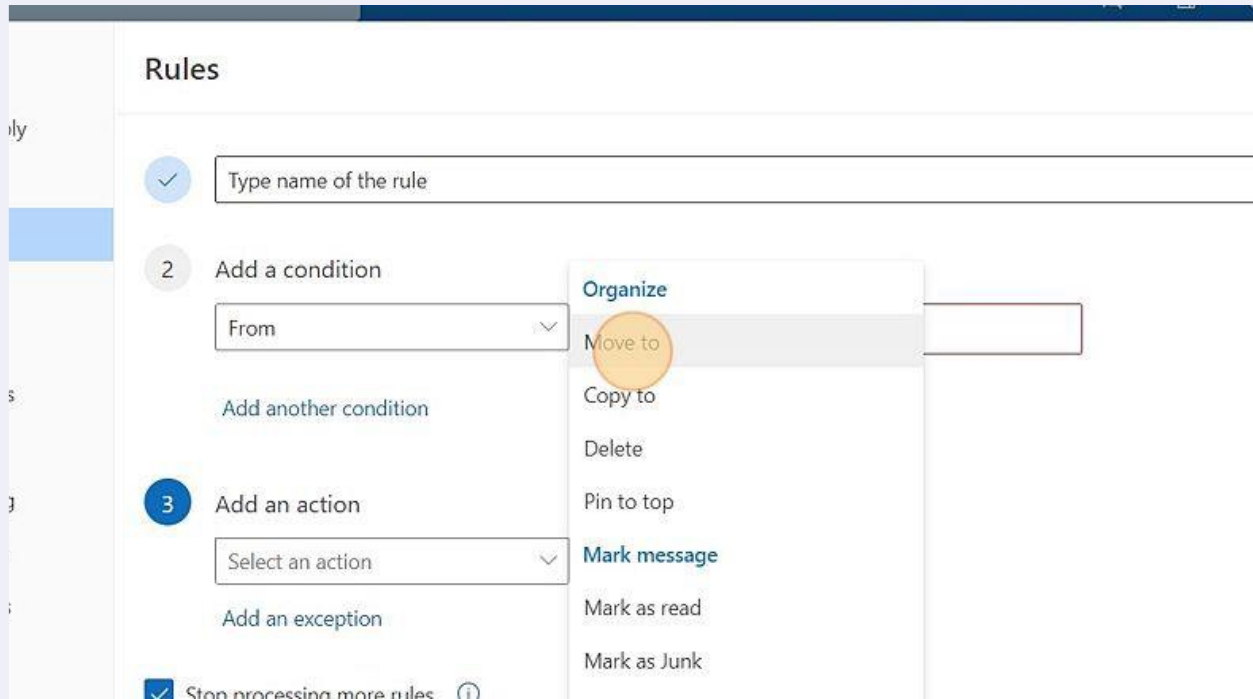 Rules
Type name of the rule
2 Add a condition
From
Add another condition
3 Add an action
Select an action
Add an exception
Stop processing more rules
Organize
Move to
Copy to
Delete
Pin to top
Mark message
Mark as read
Mark as Junk